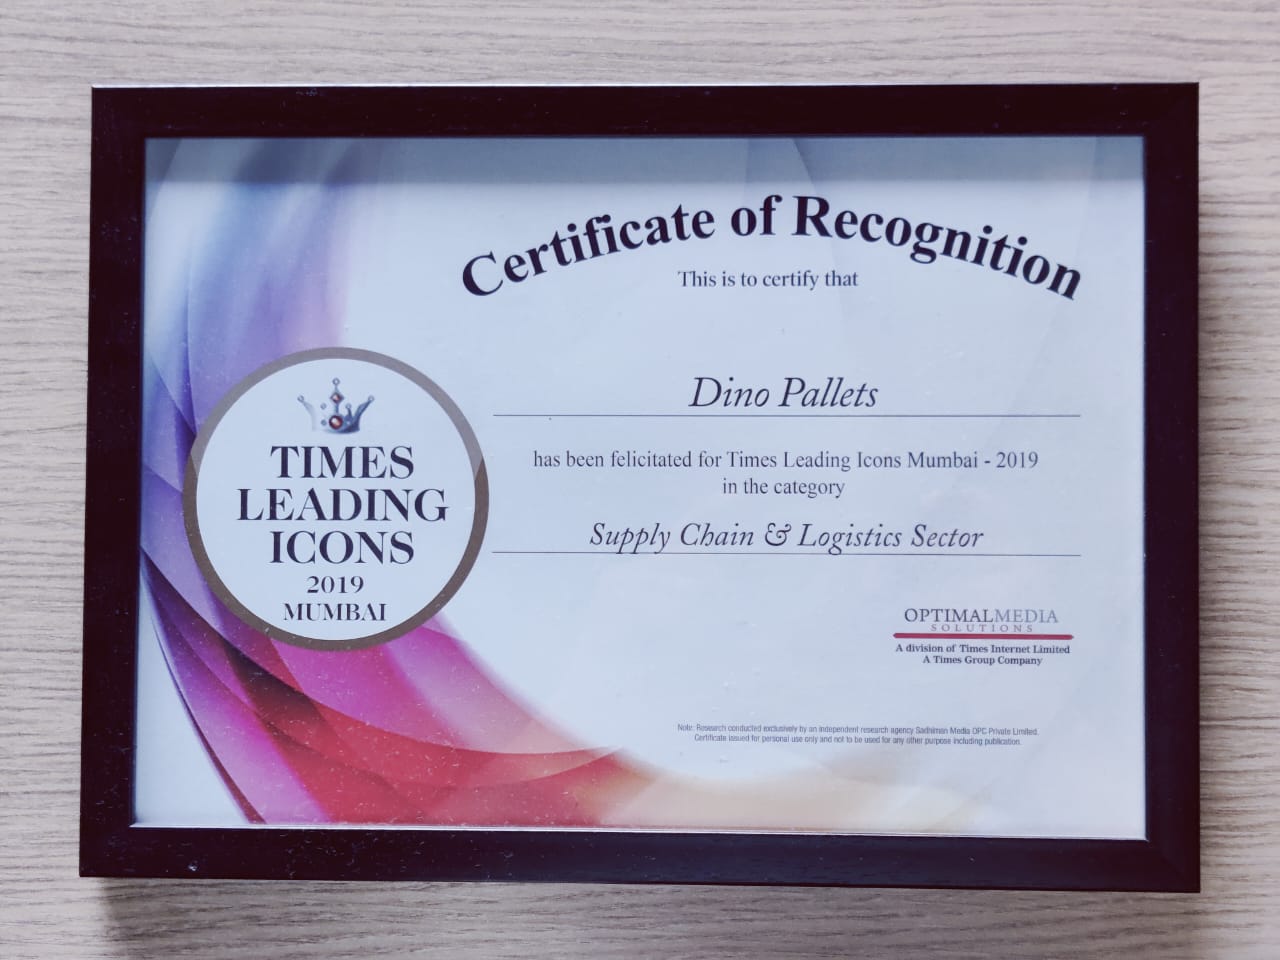 Certificate of Recognition
This is to certify that
Dino Pallets
has been felicitated for Times Leading Icons Mumbai - 2019
in the category
Supply Chain & Logistics Sector
TIMES
LEADING
ICONS
2019
MUMBAI
OPTIMALMEDIA
SOLUTIONS
A division of Times Internet Limited
A Times Group Company
Note: Research conducted exclusively by an independent research agency Sadhiman Media OPC Private Limited.
Certificate issued for personal use only and not to be used for any other purpose including publication.